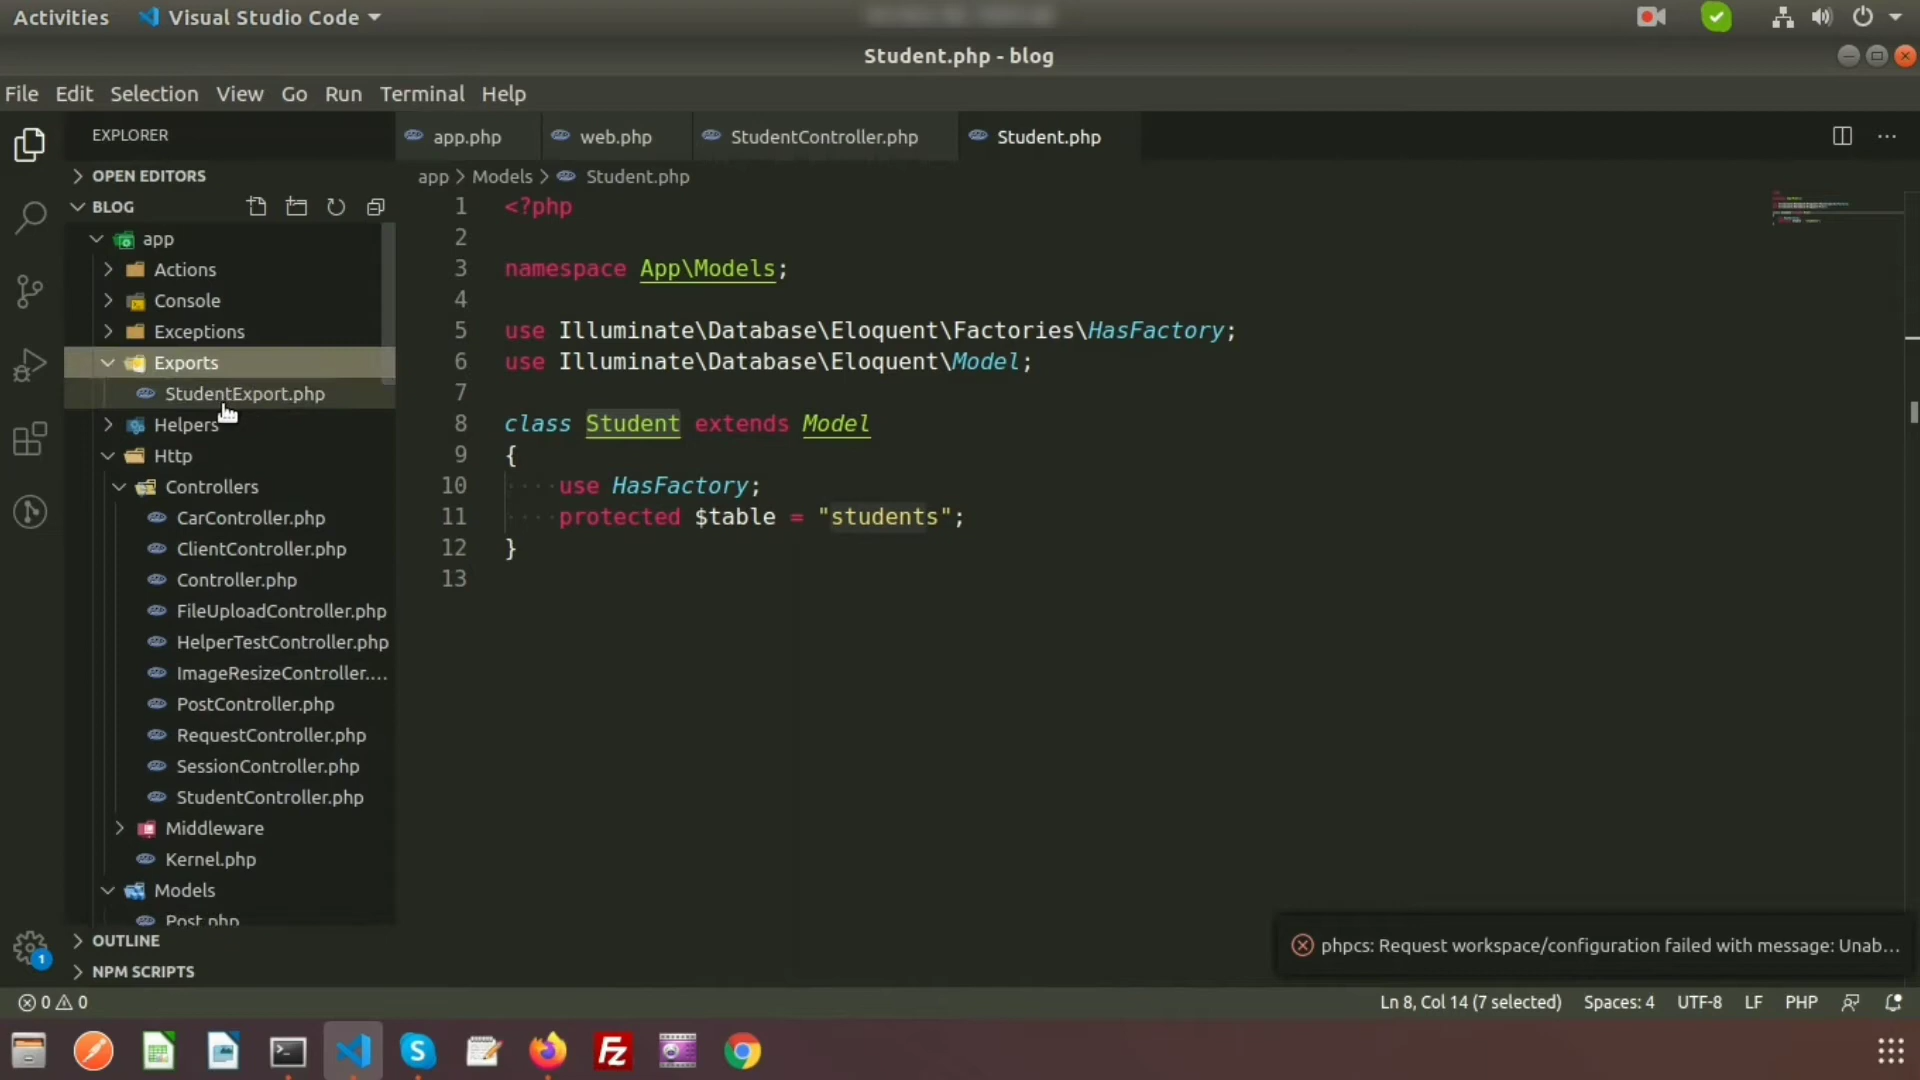 Activities
Visual Studio Code
Student.php - blog
File Edit Selection View Go Run Terminal Help
EXPLORER
OPEN EDITORS
BLOG
app
Actions
Console
Exceptions
Exports
StudentExport.php
Helpers
Http
Controllers
CarController.php
ClientController.php
Controller.php
FileUploadController.php
HelperTestController.php
ImageResizeController....
PostController.php
RequestController.php
SessionController.php
StudentController.php
Middleware
Kernel.php
Models
Post.php
OUTLINE
NPM SCRIPTS
app.php
web.php
StudentController.php
Student.php
app > Models > Student.php
1 <?php
2
3 namespace App\Models;
4
5 use Illuminate\Database\Eloquent\Factories\HasFactory;
6 use Illuminate\Database\Eloquent\Model;
7
8 class Student extends Model
9 {
10 ····use HasFactory;
11 ····protected $table = "students";
12 }
13
phpcs: Request workspace/configuration failed with message: Unab...
1
0 0
Ln 8, Col 14 (7 selected)
Spaces: 4
UTF-8
LF
PHP